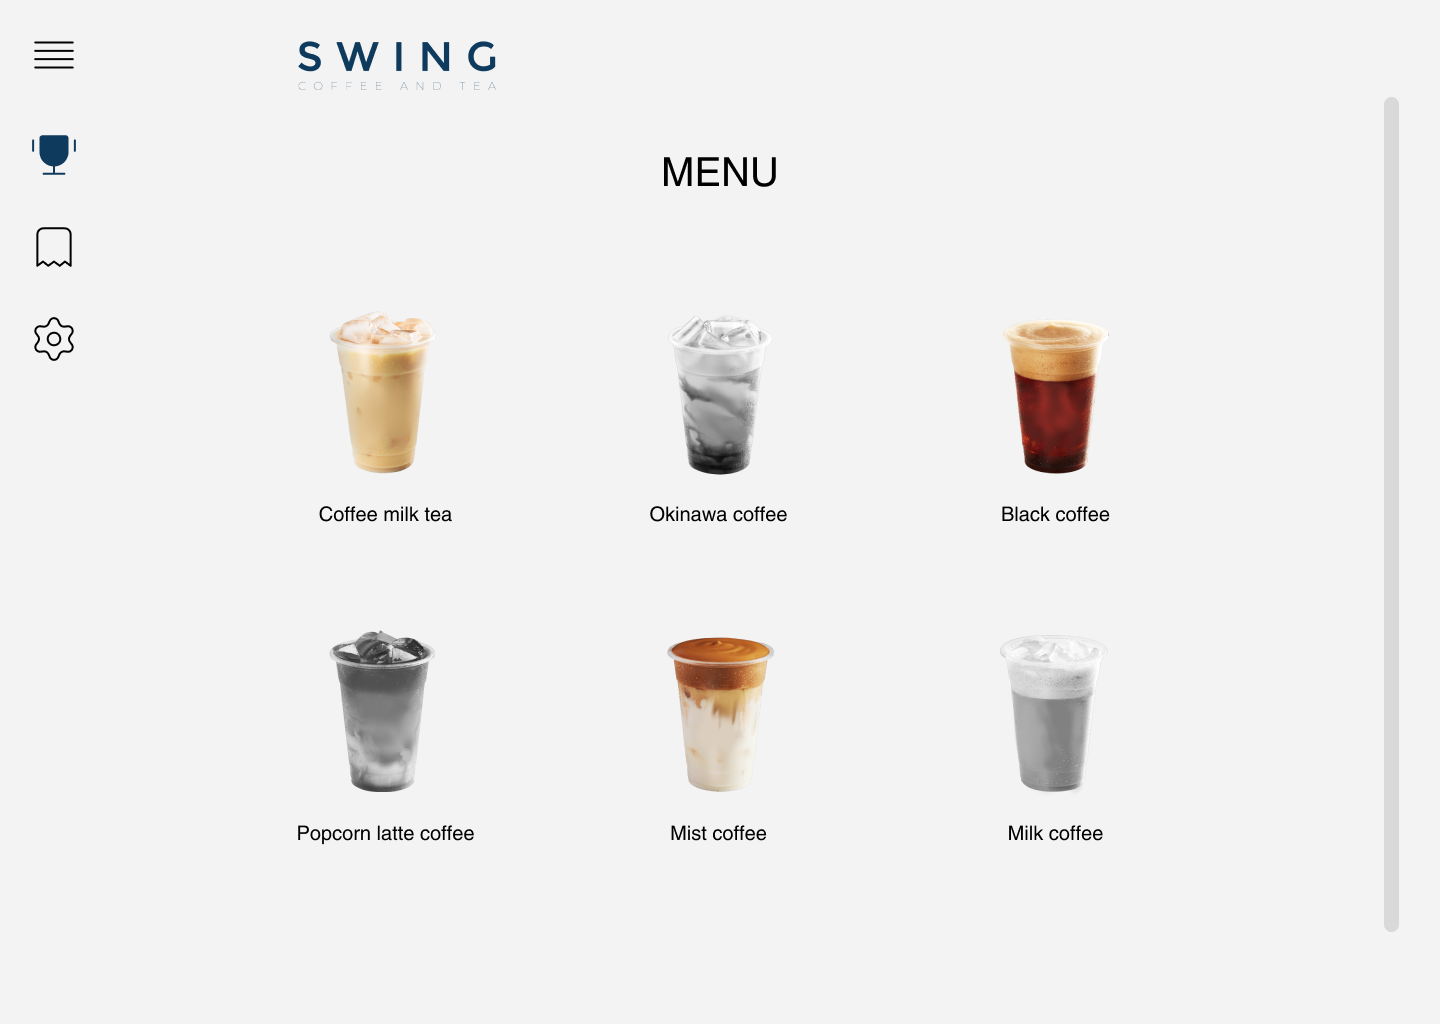 SWING
COFFEE AND TEA
MENU
Coffee milk tea
Okinawa coffee
Black coffee
Popcorn latte coffee
Mist coffee
Milk coffee